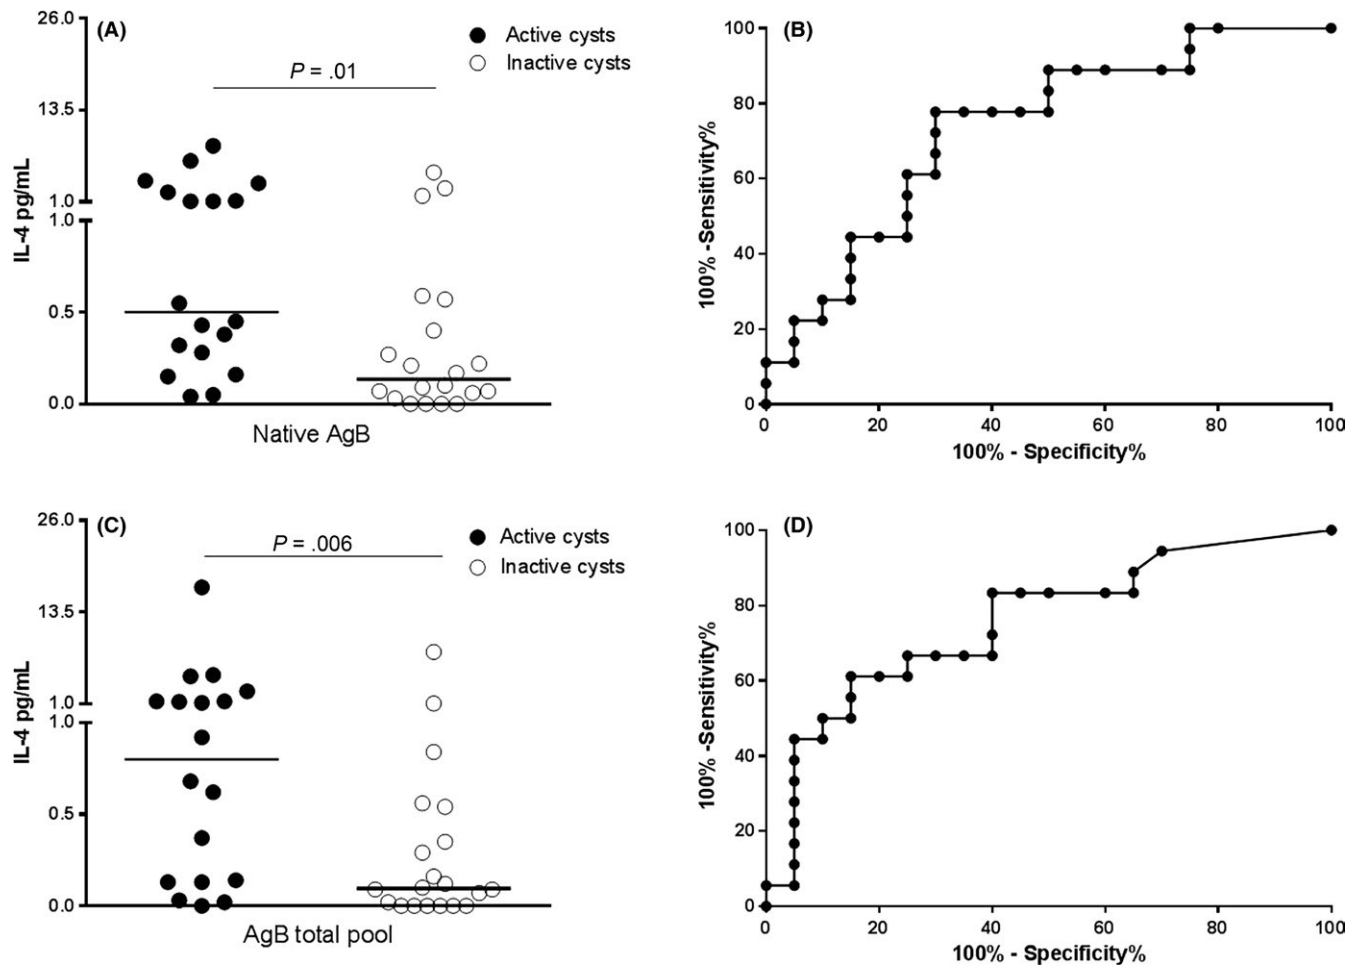 (A)
26.0
13.5
1.0
1.0
0.5
0.0
IL-4 pg/mL
P = .01
Active cysts
Inactive cysts
Native AgB
(B)
100
80
60
40
20
0
100% -Sensitivity%
0 20 40 60 80 100
100% - Specificity%
(C)
26.0
13.5
1.0
1.0
0.5
0.0
IL-4 pg/mL
P = .006
Active cysts
Inactive cysts
AgB total pool
(D)
100
80
60
40
20
0
100% -Sensitivity%
0 20 40 60 80 100
100% - Specificity%